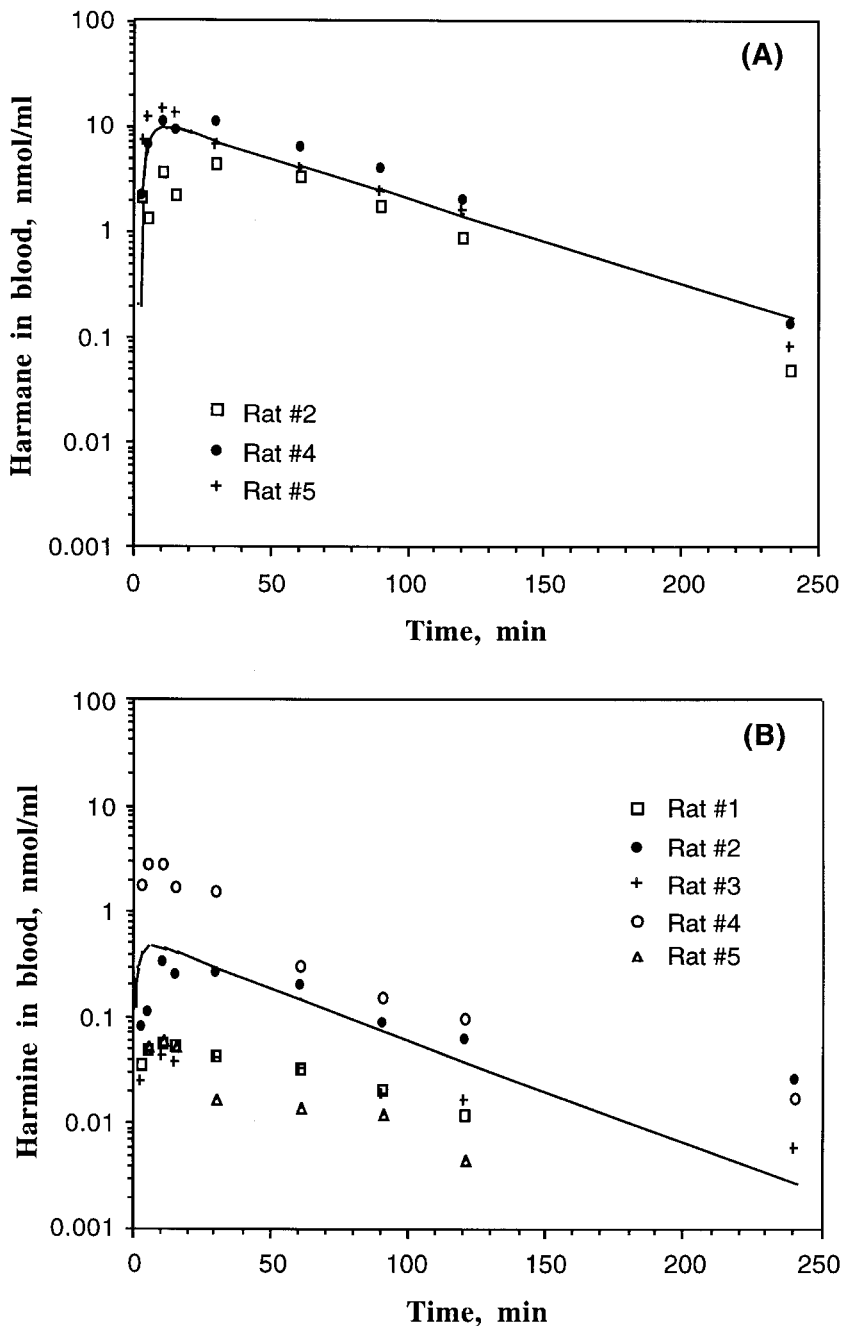 (A)
Harmane in blood, nmol/ml
100
10
1
0.1
0.01
0.001
Rat #2
Rat #4
Rat #5
0
50
100
150
200
250
Time, min
(B)
Harmine in blood, nmol/ml
100
10
1
0.1
0.01
0.001
Rat #1
Rat #2
Rat #3
Rat #4
Rat #5
0
50
100
150
200
250
Time, min